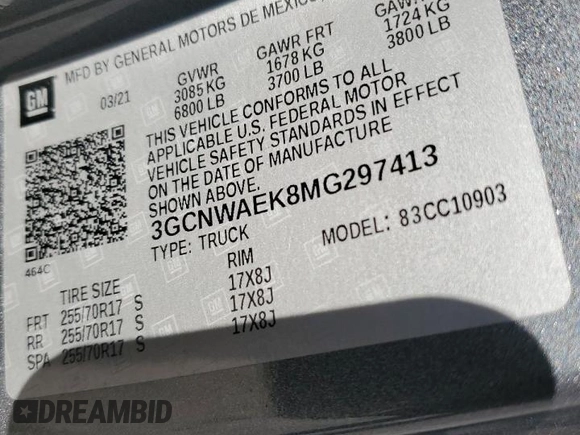 GM
MFD BY GENERAL MOTORS DE MEXICO
03/21
GVWR GAWR FRT GAWR
3085 KG 1678 KG 1724 KG
6800 LB 3700 LB 3800 LB
THIS VEHICLE CONFORMS TO ALL
APPLICABLE U.S. FEDERAL MOTOR
VEHICLE SAFETY STANDARDS IN EFFECT
ON THE DATE OF MANUFACTURE
SHOWN ABOVE.
3GCNWAEK8MG297413
TYPE: TRUCK MODEL: 83CC10903
464C
TIRE SIZE RIM
FRT 255/70R17 S 17X8J
RR 255/70R17 S 17X8J
SPA 255/70R17 S 17X8J
DREAMBID